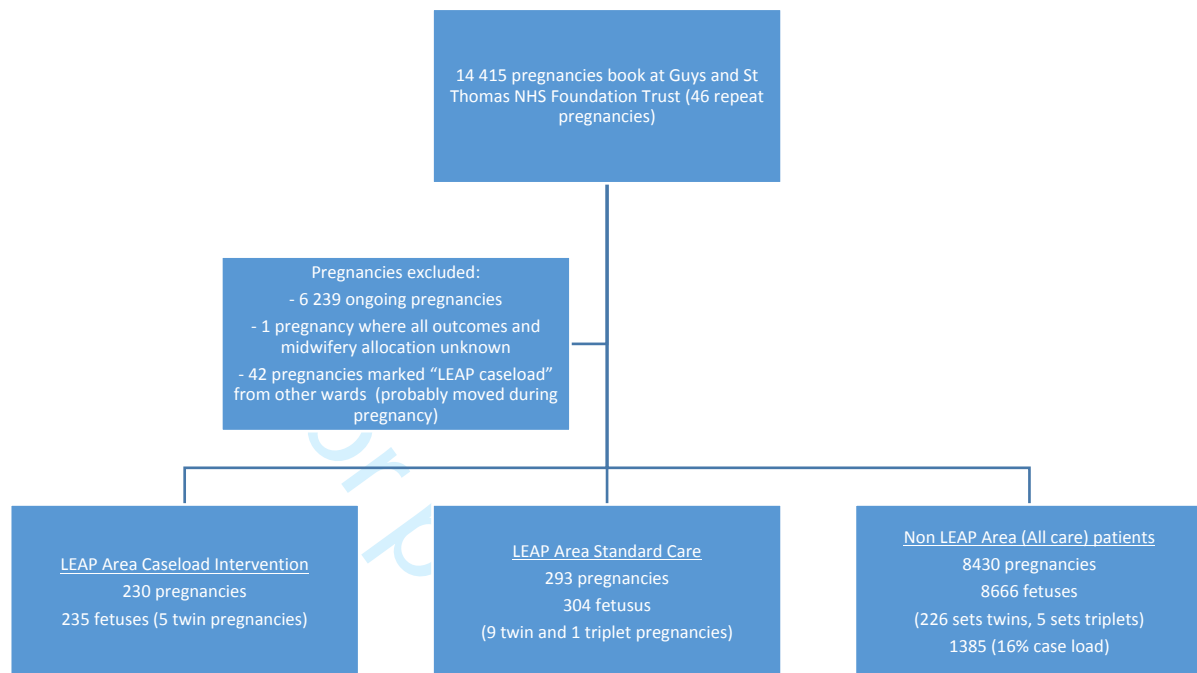 14 415 pregnancies book at Guys and St
Thomas NHS Foundation Trust (46 repeat
pregnancies)
Pregnancies excluded:
- 6 239 ongoing pregnancies
- 1 pregnancy where all outcomes and
midwifery allocation unknown
- 42 pregnancies marked “LEAP caseload”
from other wards (probably moved during
pregnancy)
LEAP Area Caseload Intervention
230 pregnancies
235 fetuses (5 twin pregnancies)
LEAP Area Standard Care
293 pregnancies
304 fetusus
(9 twin and 1 triplet pregnancies)
Non LEAP Area (All care) patients
8430 pregnancies
8666 fetuses
(226 sets twins, 5 sets triplets)
1385 (16% case load)